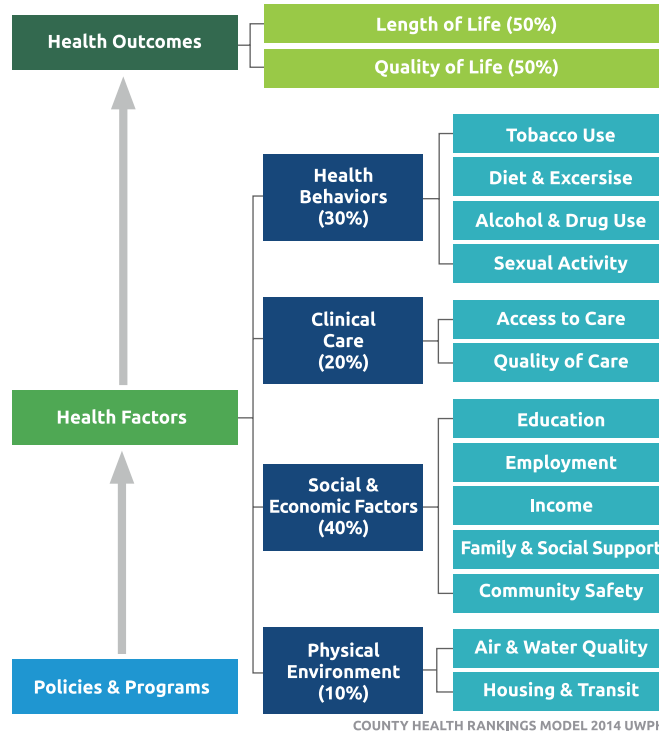 Health Outcomes
Length of Life (50%)
Quality of Life (50%)
Health
Behaviors
(30%)
Tobacco Use
Diet & Excersise
Alcohol & Drug Use
Sexual Activity
Clinical
Care
(20%)
Access to Care
Quality of Care
Health Factors
Social &
Economic Factors
(40%)
Education
Employment
Income
Family & Social Support
Community Safety
Physical
Environment
(10%)
Air & Water Quality
Housing & Transit
Policies & Programs
COUNTY HEALTH RANKINGS MODEL 2014 UWPH